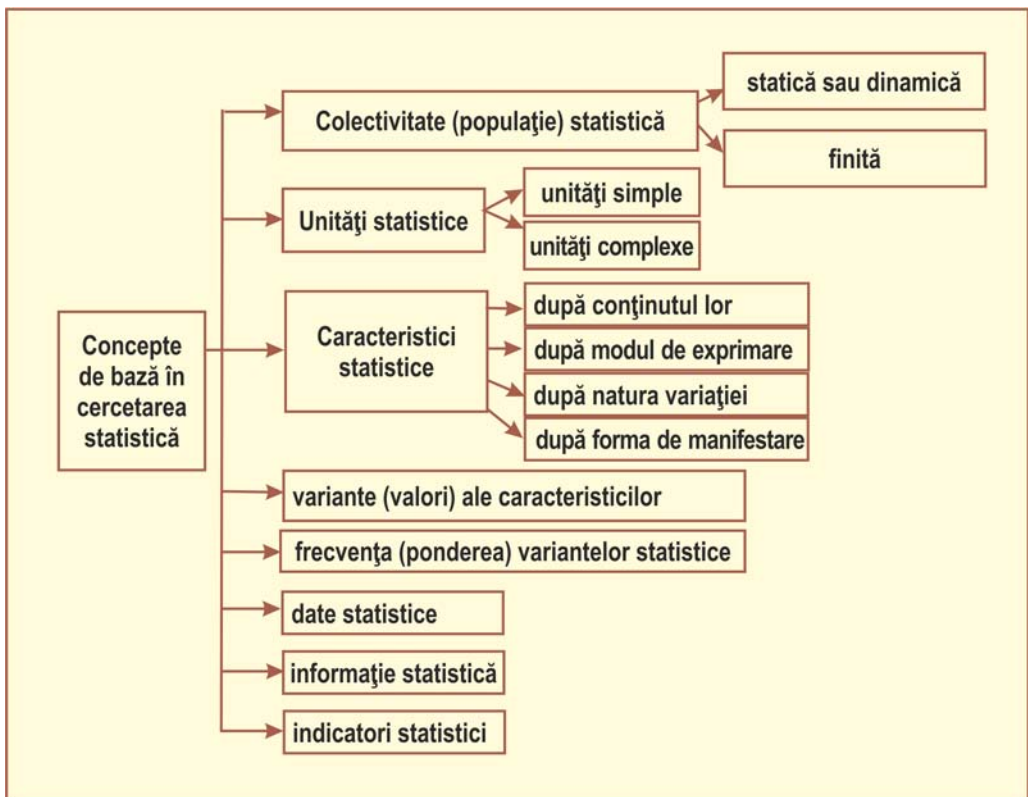 statică sau dinamică
Colectivitate (populaţie) statistică
finită
unităţi simple
Unităţi statistice
unităţi complexe
după conţinutul lor
Caracteristici
statistice
după modul de exprimare
după natura variaţiei
după forma de manifestare
Concepte
de bază în
cercetarea
statistică
variante (valori) ale caracteristicilor
frecvenţa (ponderea) variantelor statistice
date statistice
informaţie statistică
indicatori statistici